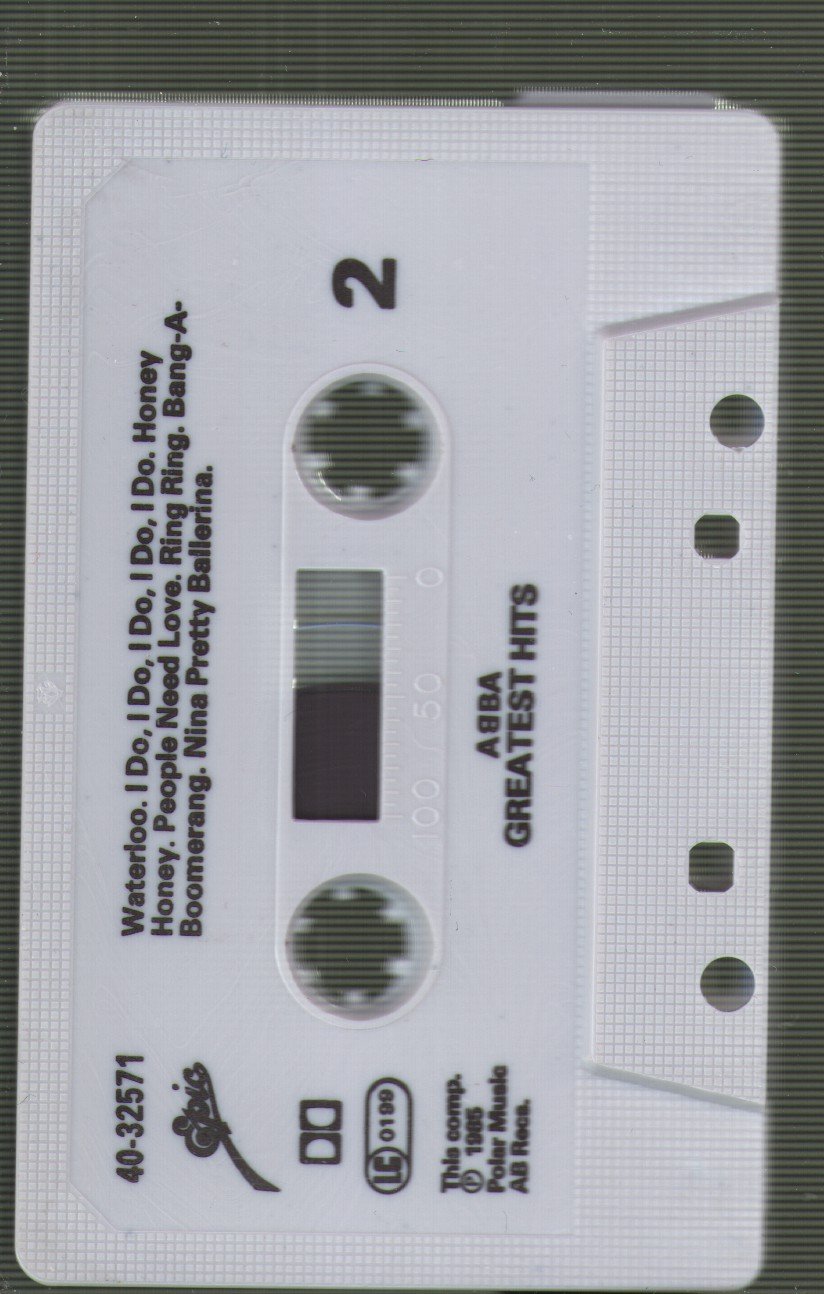 40-32571
Epic
Waterloo. I Do, I Do, I Do, I Do, I Do. Honey
Honey. People Need Love. Ring Ring. Bang-A-
Boomerang. Nina Pretty Ballerina.
2
LC 0199
100 / 50 0
This comp.
℗ 1985
Polar Music
AB Recs.
ABBA
GREATEST HITS